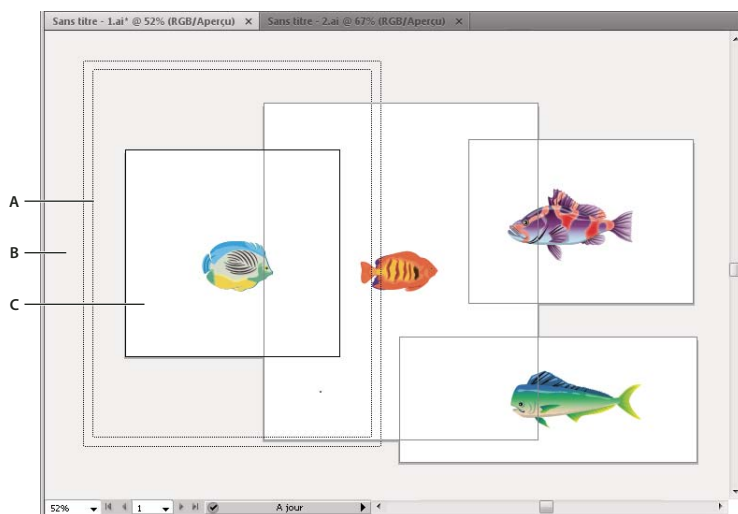 Sans titre - 1.ai* @ 52% (RGB/Aperçu) × Sans titre - 2.ai @ 67% (RGB/Aperçu) ×
A
B
C
52% 1 A jour